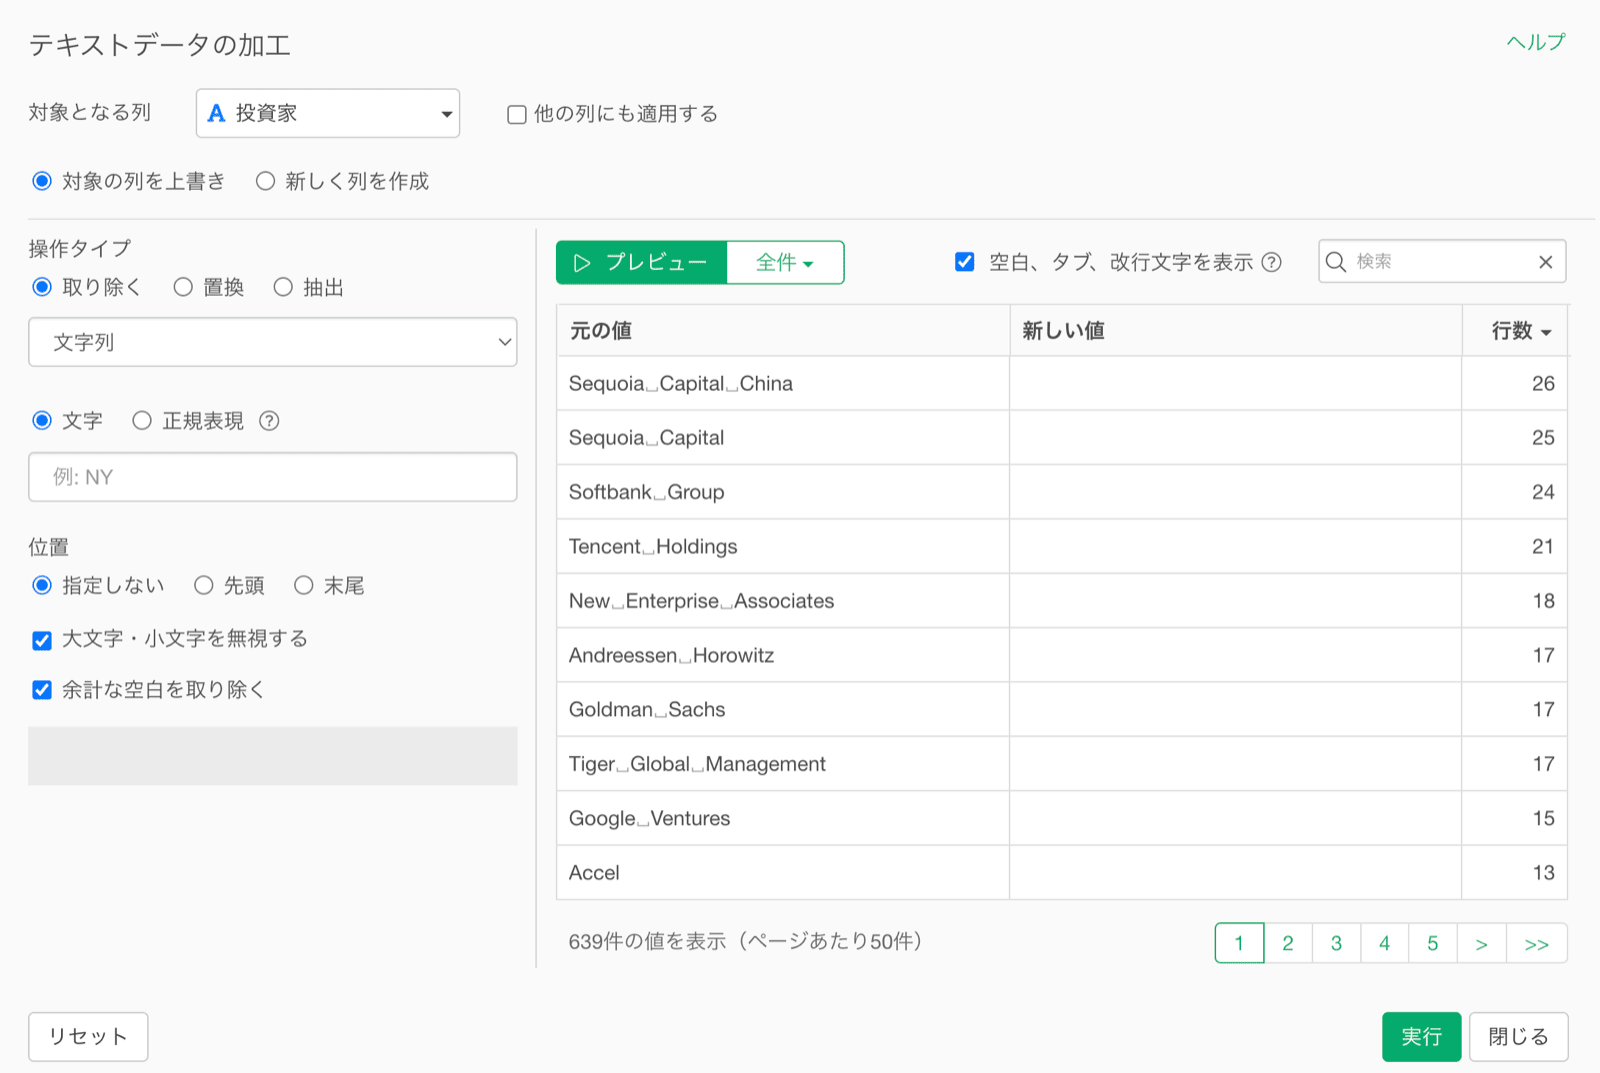 テキストデータの加工
ヘルプ
対象となる列
A 投資家
他の列にも適用する
対象の列を上書き
新しく列を作成
操作タイプ
取り除く
置換
抽出
文字列
文字
正規表現 ?
例: NY
位置
指定しない
先頭
末尾
大文字・小文字を無視する
余計な空白を取り除く
プレビュー
全件
空白、タブ、改行文字を表示 ?
検索
元の値 新しい値 行数
Sequoia⎵Capital⎵China 26
Sequoia⎵Capital 25
Softbank⎵Group 24
Tencent⎵Holdings 21
New⎵Enterprise⎵Associates 18
Andreessen⎵Horowitz 17
Goldman⎵Sachs 17
Tiger⎵Global⎵Management 17
Google⎵Ventures 15
Accel 13
639件の値を表示（ページあたり50件）
1 2 3 4 5 > >>
リセット
実行
閉じる